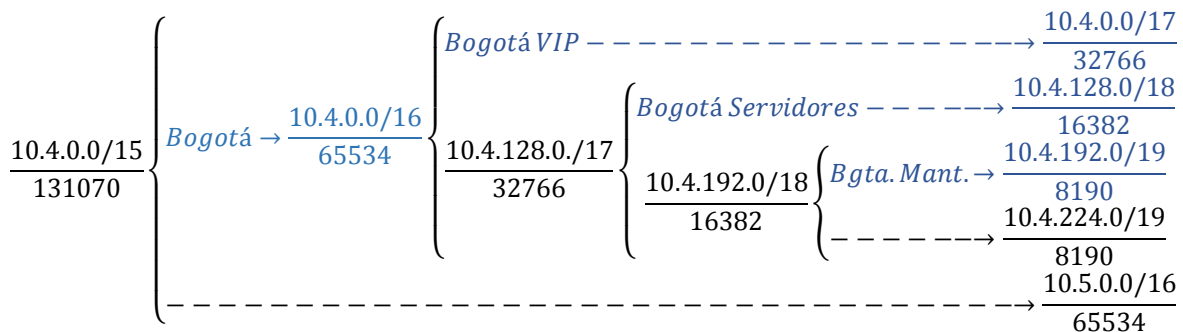 Bogotá VIP − − − − − − − − − − − − − − − −−→ 10.4.0.0/17
32766
Bogotá Servidores − − − −−→ 10.4.128.0/18
16382
10.4.0.0/15
131070
Bogotá → 10.4.0.0/16
65534
10.4.128.0./17
32766
10.4.192.0/18
16382
Bgta. Mant. → 10.4.192.0/19
8190
− − − − −−→ 10.4.224.0/19
8190
− − − − − − − − − − − − − − − − − − − − − − − − − − − − − −→ 10.5.0.0/16
65534